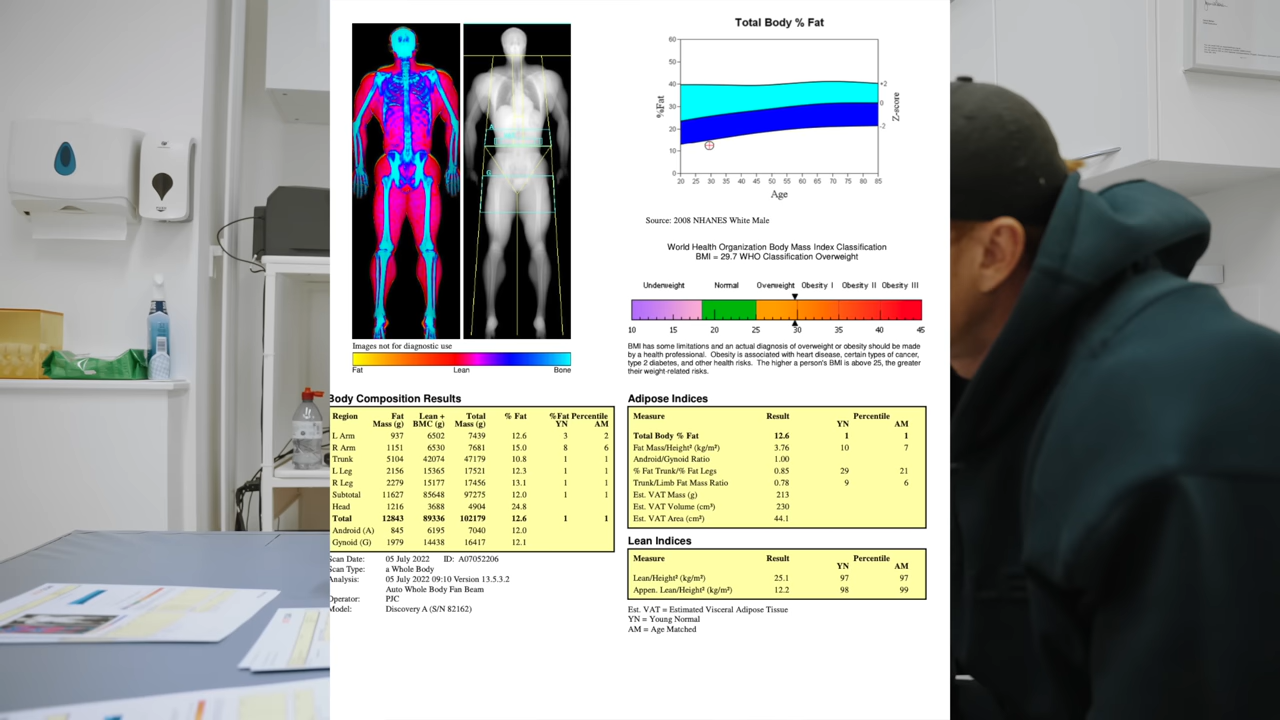 Total Body % Fat
60
50
40
30
20
10
0
%Fat
+2
0
-2
Z-score
20 25 30 35 40 45 50 55 60 65 70 75 80 85
Age
Source: 2008 NHANES White Male
World Health Organization Body Mass Index Classification
BMI = 29.7 WHO Classification Overweight
Underweight Normal Overweight Obesity I Obesity II Obesity III
10 15 20 25 30 35 40 45
BMI has some limitations and an actual diagnosis of overweight or obesity should be made
by a health professional. Obesity is associated with heart disease, certain types of cancer,
type 2 diabetes, and other health risks. The higher a person's BMI is above 25, the greater
their weight-related risks.
A
G
Images not for diagnostic use
Fat Lean Bone
Body Composition Results
Region Fat Mass (g) Lean + BMC (g) Total Mass (g) % Fat %Fat Percentile YN AM
L Arm 937 6502 7439 12.6 3 2
R Arm 1151 6530 7681 15.0 8 6
Trunk 5104 42074 47179 10.8 1 1
L Leg 2156 15365 17521 12.3 1 1
R Leg 2279 15177 17456 13.1 1 1
Subtotal 11627 85648 97275 12.0 1 1
Head 1216 3688 4904 24.8
Total 12843 89336 102179 12.6 1 1
Android (A) 845 6195 7040 12.0
Gynoid (G) 1979 14438 16417 12.1
Scan Date: 05 July 2022 ID: A07052206
Scan Type: a Whole Body
Analysis: 05 July 2022 09:10 Version 13.5.3.2
Auto Whole Body Fan Beam
Operator: PJC
Model: Discovery A (S/N 82162)
Adipose Indices
Measure Result Percentile
YN AM
Total Body % Fat 12.6 1 1
Fat Mass/Height² (kg/m²) 3.76 10 7
Android/Gynoid Ratio 1.00
% Fat Trunk/% Fat Legs 0.85 29 21
Trunk/Limb Fat Mass Ratio 0.78 9 6
Est. VAT Mass (g) 213
Est. VAT Volume (cm³) 230
Est. VAT Area (cm²) 44.1
Lean Indices
Measure Result Percentile
YN AM
Lean/Height² (kg/m²) 25.1 97 97
Appen. Lean/Height² (kg/m²) 12.2 98 99
Est. VAT = Estimated Visceral Adipose Tissue
YN = Young Normal
AM = Age Matched